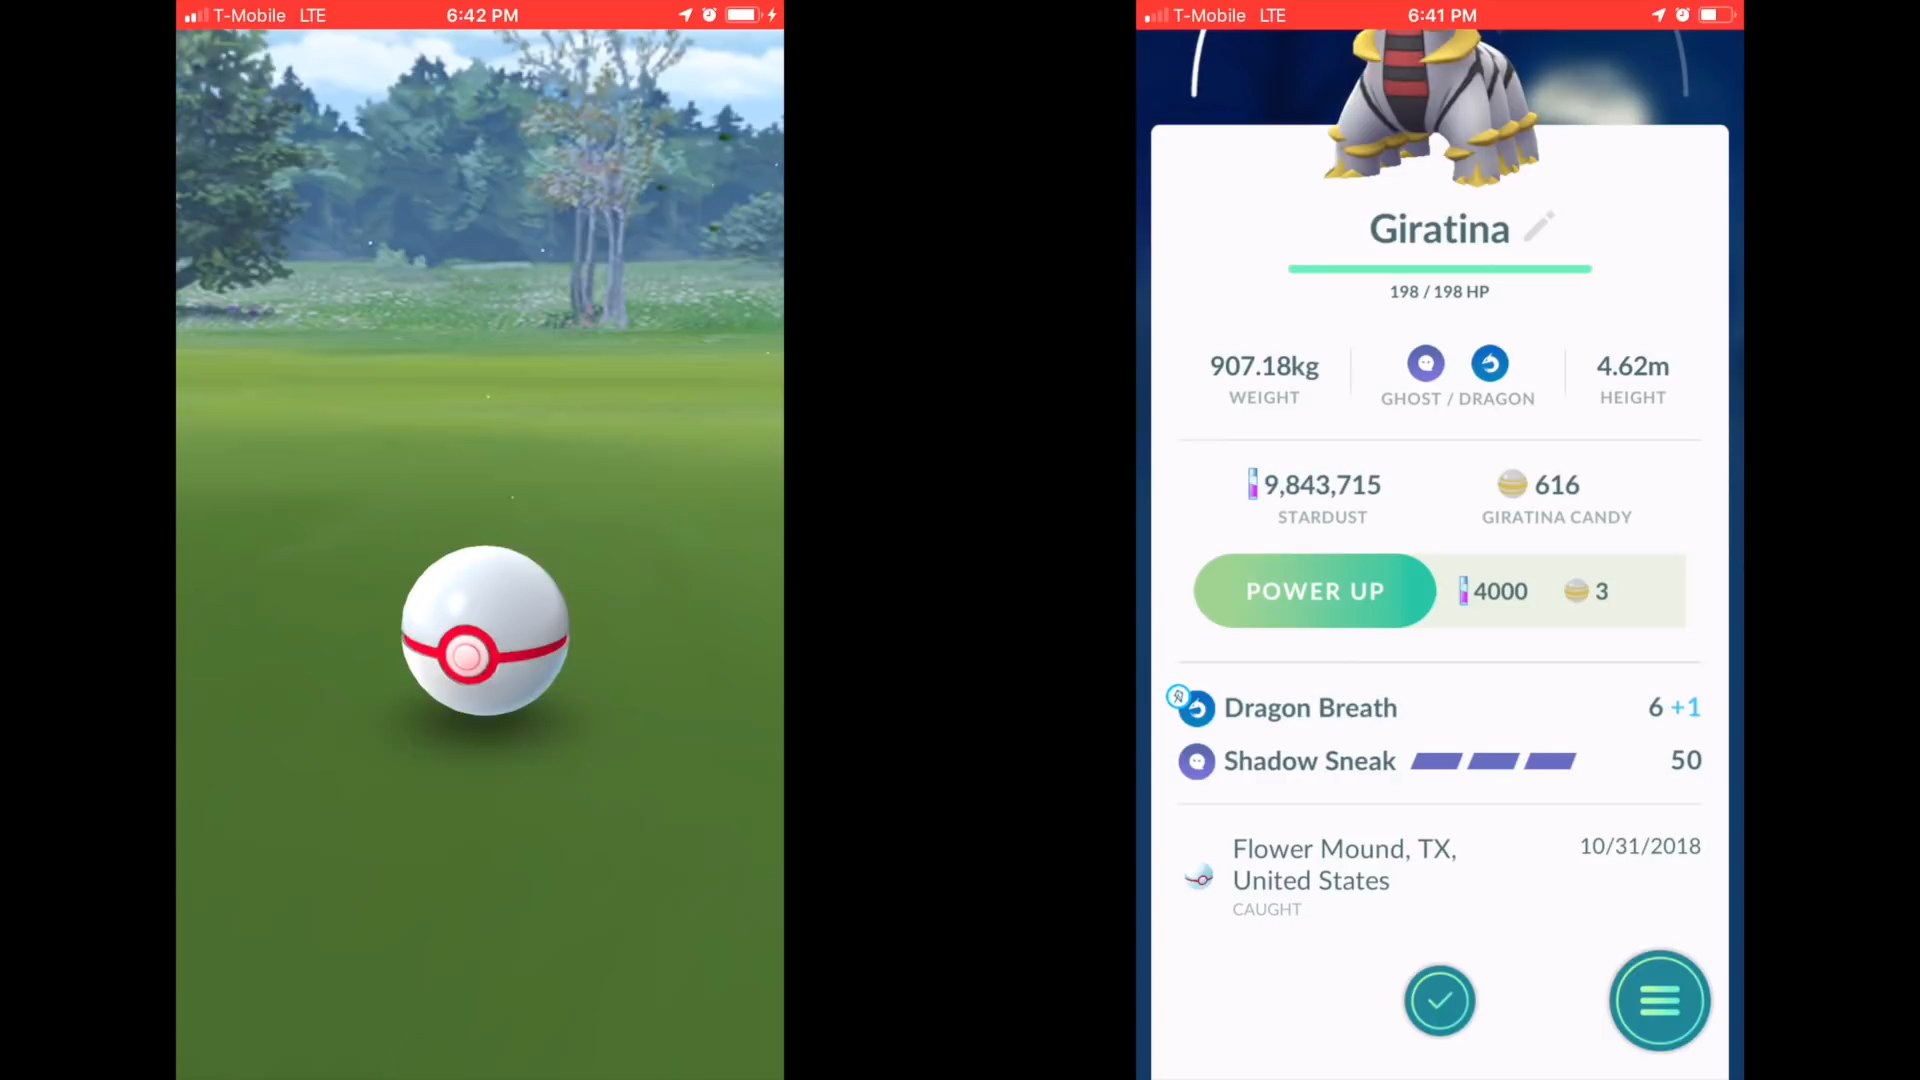 T-Mobile LTE 6:42 PM
T-Mobile LTE 6:41 PM
Giratina
198 / 198 HP
907.18kg
WEIGHT
GHOST / DRAGON
4.62m
HEIGHT
9,843,715
STARDUST
616
GIRATINA CANDY
POWER UP 4000 3
Dragon Breath 6 +1
Shadow Sneak 50
Flower Mound, TX, 10/31/2018
United States
CAUGHT